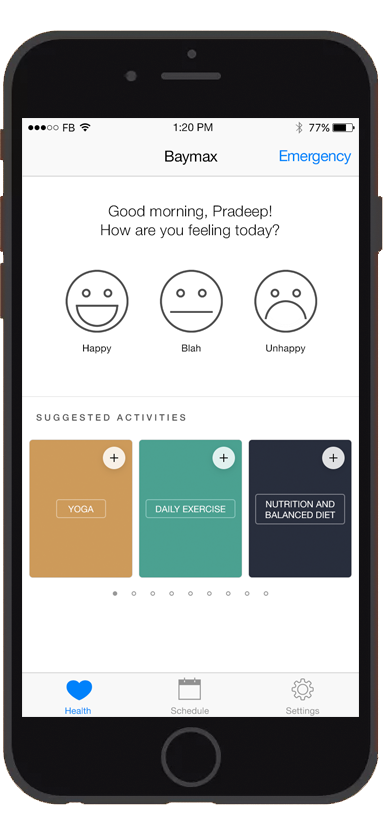 FB 1:20 PM 77%
Baymax Emergency
Good morning, Pradeep!
How are you feeling today?
Happy Blah Unhappy
SUGGESTED ACTIVITIES
+ + +
YOGA
DAILY EXERCISE
NUTRITION AND
BALANCED DIET
Health Schedule Settings